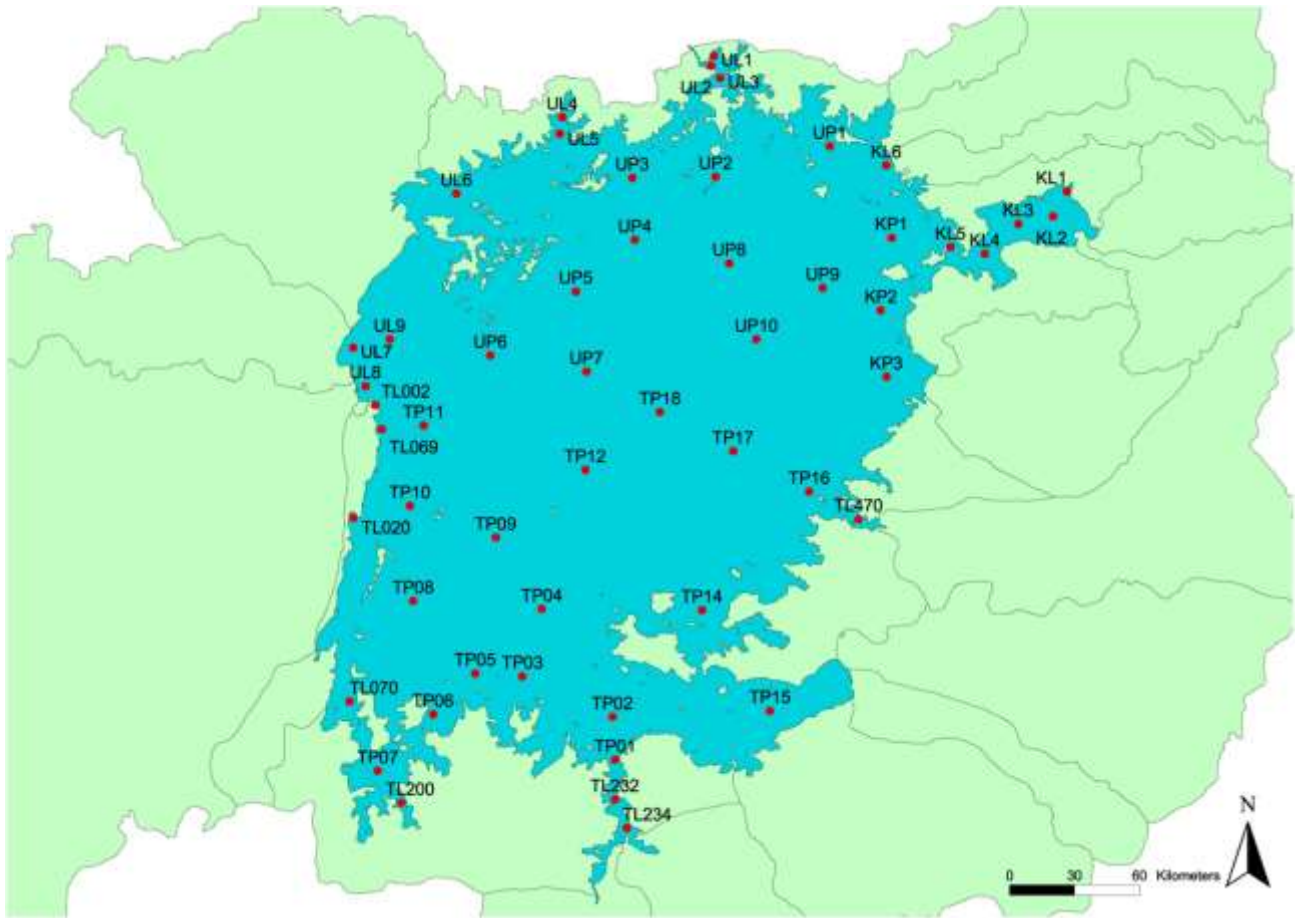 UL1
UL2 UL3
UL4
UL5
UP1
UP3 UP2
KL6
UL6
KL1
KL3
KL2
UP4
KP1
KL5 KL4
UP8
UP5
UP9
KP2
UL9
UL7
UP6
UP10
UP7
KP3
UL8
TL002
TP11
TP18
TL069
TP17
TP12
TP16
TP10
TL470
TL020
TP09
TP08
TP04
TP14
TP05 TP03
TL070
TP06
TP02
TP15
TP07
TP01
TL200
TL232
TL234
N
0 30 60 Kilometers